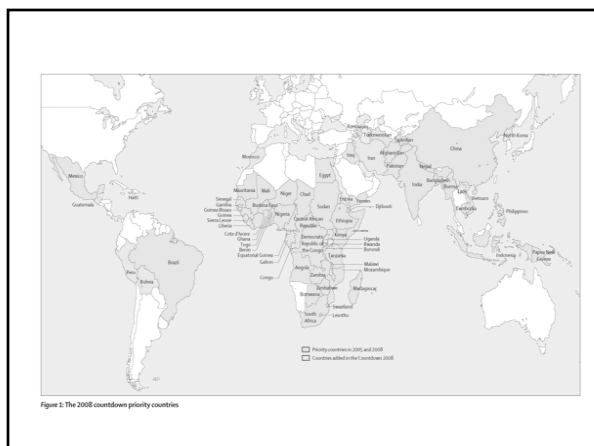 Mexico
Haiti
Guatemala
Brazil
Peru
Bolivia
Morocco
Egypt
Mauritania
Mali
Niger
Chad
Sudan
Eritrea
Yemen
Djibouti
Senegal
Gambia
Guinea-Bissau
Guinea
Sierra Leone
Liberia
Burkina Faso
Nigeria
Central African
Republic
Ethiopia
Cote d'Ivoire
Ghana
Togo
Benin
Equatorial Guinea
Gabon
Congo
Democratic
Republic of
the Congo
Kenya
Uganda
Rwanda
Burundi
Tanzania
Malawi
Mozambique
Angola
Zambia
Zimbabwe
Botswana
Madagascar
Swaziland
Lesotho
South
Africa
Azerbaijan
Turkmenistan
Tajikistan
Iraq
Iran
Afghanistan
Pakistan
China
North Korea
Nepal
India
Bangladesh
Burma
Laos
Vietnam
Cambodia
Philippines
Indonesia
Papua New
Guinea
Priority countries in 2005 and 2008
Countries added in the Countdown 2008
Figure 1: The 2008 countdown priority countries